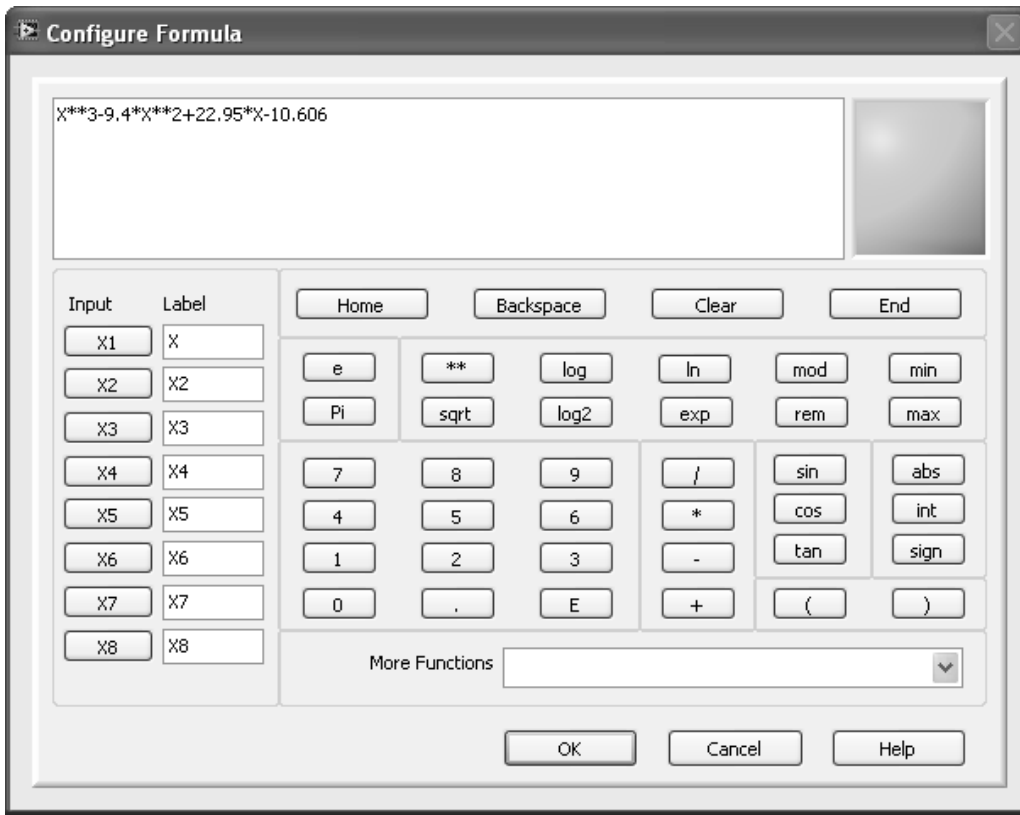 Configure Formula
X**3-9.4*X**2+22.95*X-10.606
Input Label Home Backspace Clear End
X1 X
X2 X2
X3 X3
X4 X4
X5 X5
X6 X6
X7 X7
X8 X8
e ** log ln mod min
Pi sqrt log2 exp rem max
7 8 9 / sin abs
4 5 6 * cos int
1 2 3 - tan sign
0 . E + ( )
More Functions
OK Cancel Help